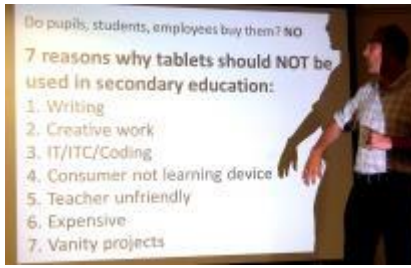 Do pupils, students, employees buy them? NO
7 reasons why tablets should NOT be
used in secondary education:
1. Writing
2. Creative work
3. IT/ITC/Coding
4. Consumer not learning device
5. Teacher unfriendly
6. Expensive
7. Vanity projects